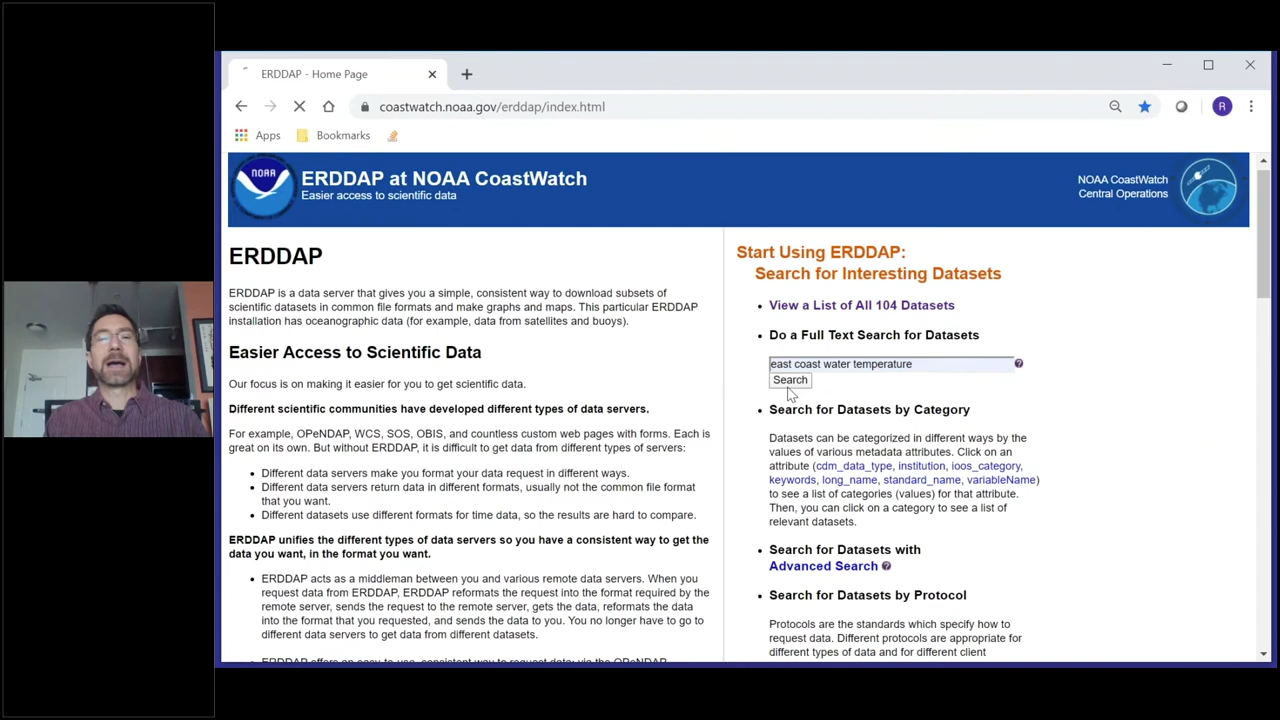 ERDDAP - Home Page
coastwatch.noaa.gov/erddap/index.html
R
Apps
Bookmarks
NOAA
ERDDAP at NOAA CoastWatch
Easier access to scientific data
NOAA CoastWatch
Central Operations
ERDDAP
ERDDAP is a data server that gives you a simple, consistent way to download subsets of
scientific datasets in common file formats and make graphs and maps. This particular ERDDAP
installation has oceanographic data (for example, data from satellites and buoys).
Easier Access to Scientific Data
Our focus is on making it easier for you to get scientific data.
Different scientific communities have developed different types of data servers.
For example, OPeNDAP, WCS, SOS, OBIS, and countless custom web pages with forms. Each is
great on its own. But without ERDDAP, it is difficult to get data from different types of servers:
• Different data servers make you format your data request in different ways.
• Different data servers return data in different formats, usually not the common file format
that you want.
• Different datasets use different formats for time data, so the results are hard to compare.
ERDDAP unifies the different types of data servers so you have a consistent way to get the
data you want, in the format you want.
• ERDDAP acts as a middleman between you and various remote data servers. When you
request data from ERDDAP, ERDDAP reformats the request into the format required by the
remote server, sends the request to the remote server, gets the data, reformats the data
into the format that you requested, and sends the data to you. You no longer have to go to
different data servers to get data from different datasets.
• ERDDAP offers an easy-to-use, consistent way to request data: via the OPeNDAP
Start Using ERDDAP:
Search for Interesting Datasets
• View a List of All 104 Datasets
• Do a Full Text Search for Datasets
east coast water temperature
?
Search
• Search for Datasets by Category
Datasets can be categorized in different ways by the
values of various metadata attributes. Click on an
attribute (cdm_data_type, institution, ioos_category,
keywords, long_name, standard_name, variableName)
to see a list of categories (values) for that attribute.
Then, you can click on a category to see a list of
relevant datasets.
• Search for Datasets with
Advanced Search ?
• Search for Datasets by Protocol
Protocols are the standards which specify how to
request data. Different protocols are appropriate for
different types of data and for different client